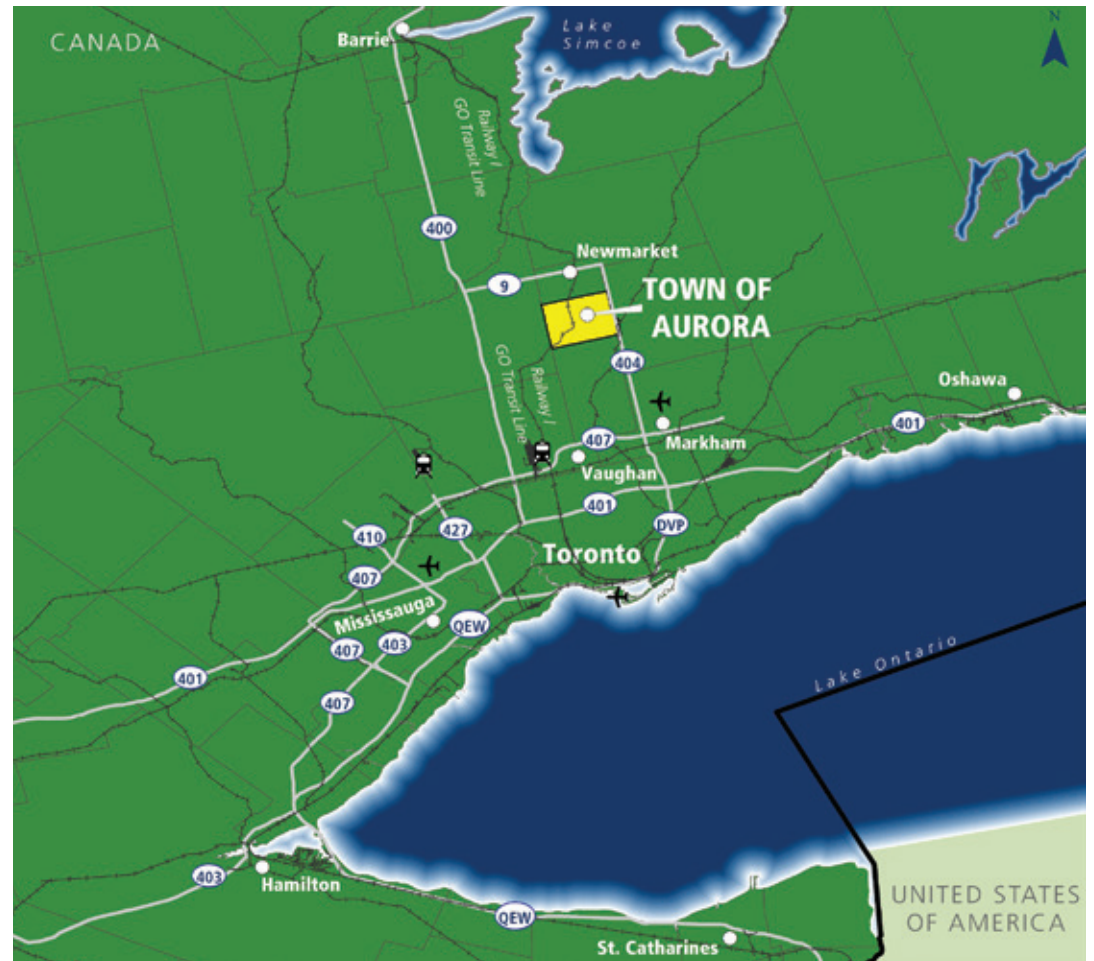 CANADA
Lake
Simcoe
N
Barrie
Railway /
GO Transit Line
400
Newmarket
9
TOWN OF
AURORA
404
Railway /
GO Transit Line
Oshawa
401
407
Markham
Vaughan
401
DVP
427
410
Toronto
407
Mississauga
QEW
403
407
401
407
Lake Ontario
403
Hamilton
QEW
St. Catharines
UNITED STATES
OF AMERICA